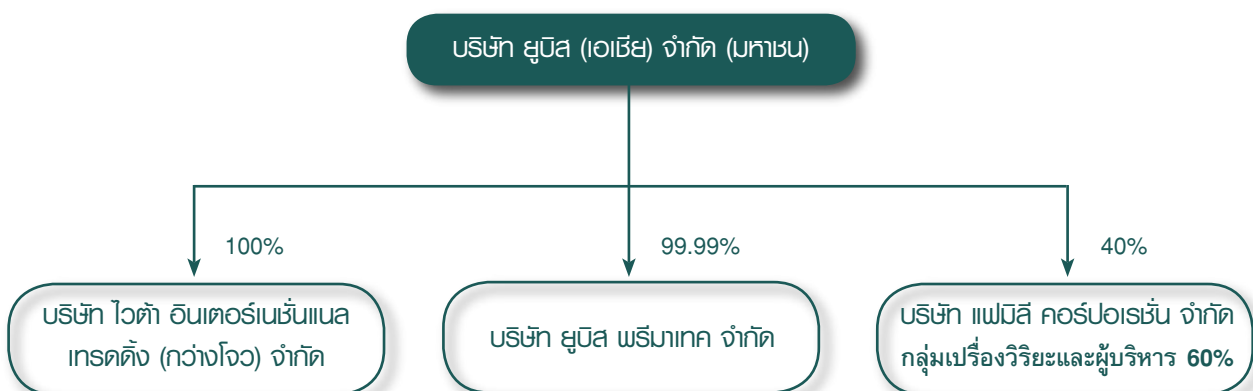 บริษัท ยูบิส (เอเชีย) จำกัด (มหาชน)
100%
99.99%
40%
บริษัท ไวต้า อินเตอร์เนชั่นแนล
เทรดดิ้ง (กว่างโจว) จำกัด
บริษัท ยูบิส พรีมาเทค จำกัด
บริษัท แฟมิลี คอร์ปอเรชั่น จำกัด
กลุ่มเปรื่องวิริยะและผู้บริหาร 60%